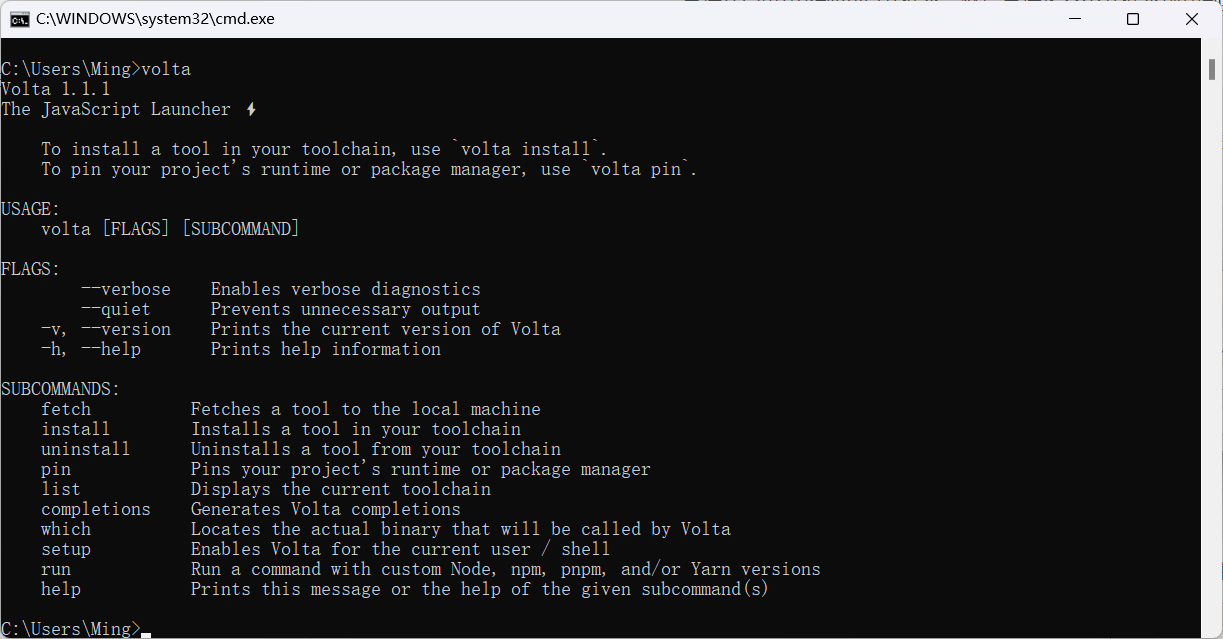 C:\WINDOWS\system32\cmd.exe
C:\Users\Ming>volta
Volta 1.1.1
The JavaScript Launcher ⚡
To install a tool in your toolchain, use `volta install`.
To pin your project's runtime or package manager, use `volta pin`.
USAGE:
volta [FLAGS] [SUBCOMMAND]
FLAGS:
--verbose    Enables verbose diagnostics
--quiet      Prevents unnecessary output
-v, --version    Prints the current version of Volta
-h, --help       Prints help information
SUBCOMMANDS:
fetch          Fetches a tool to the local machine
install        Installs a tool in your toolchain
uninstall      Uninstalls a tool from your toolchain
pin            Pins your project's runtime or package manager
list           Displays the current toolchain
completions    Generates Volta completions
which          Locates the actual binary that will be called by Volta
setup          Enables Volta for the current user / shell
run            Run a command with custom Node, npm, pnpm, and/or Yarn versions
help           Prints this message or the help of the given subcommand(s)
C:\Users\Ming>